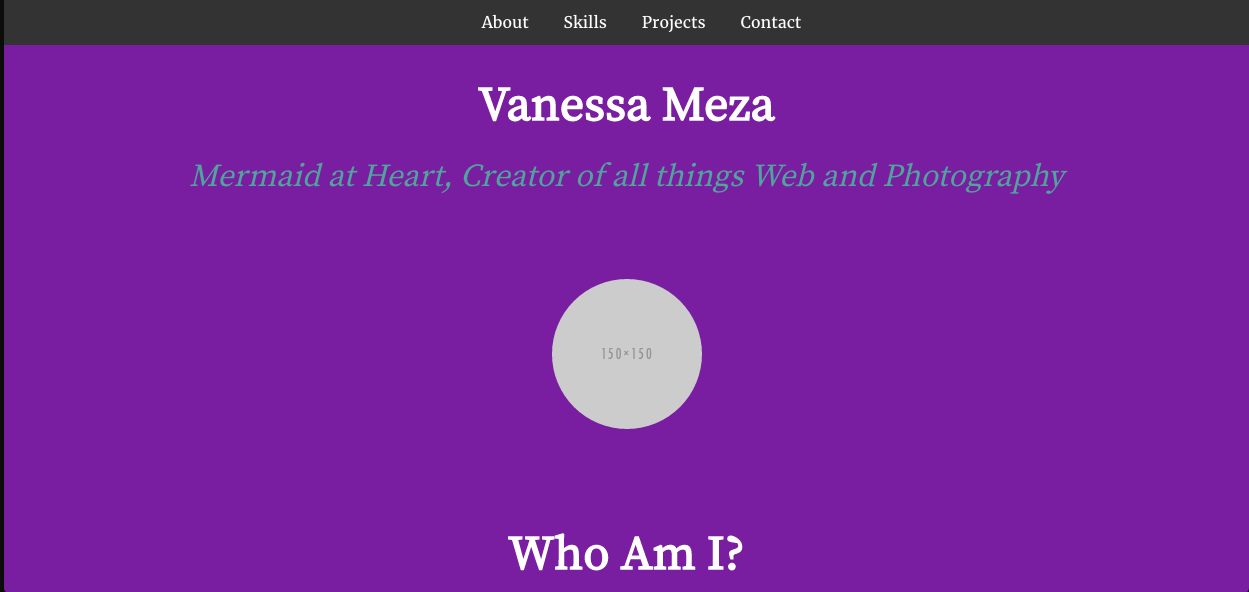 About Skills Projects Contact
Vanessa Meza
Mermaid at Heart, Creator of all things Web and Photography
150×150
Who Am I?